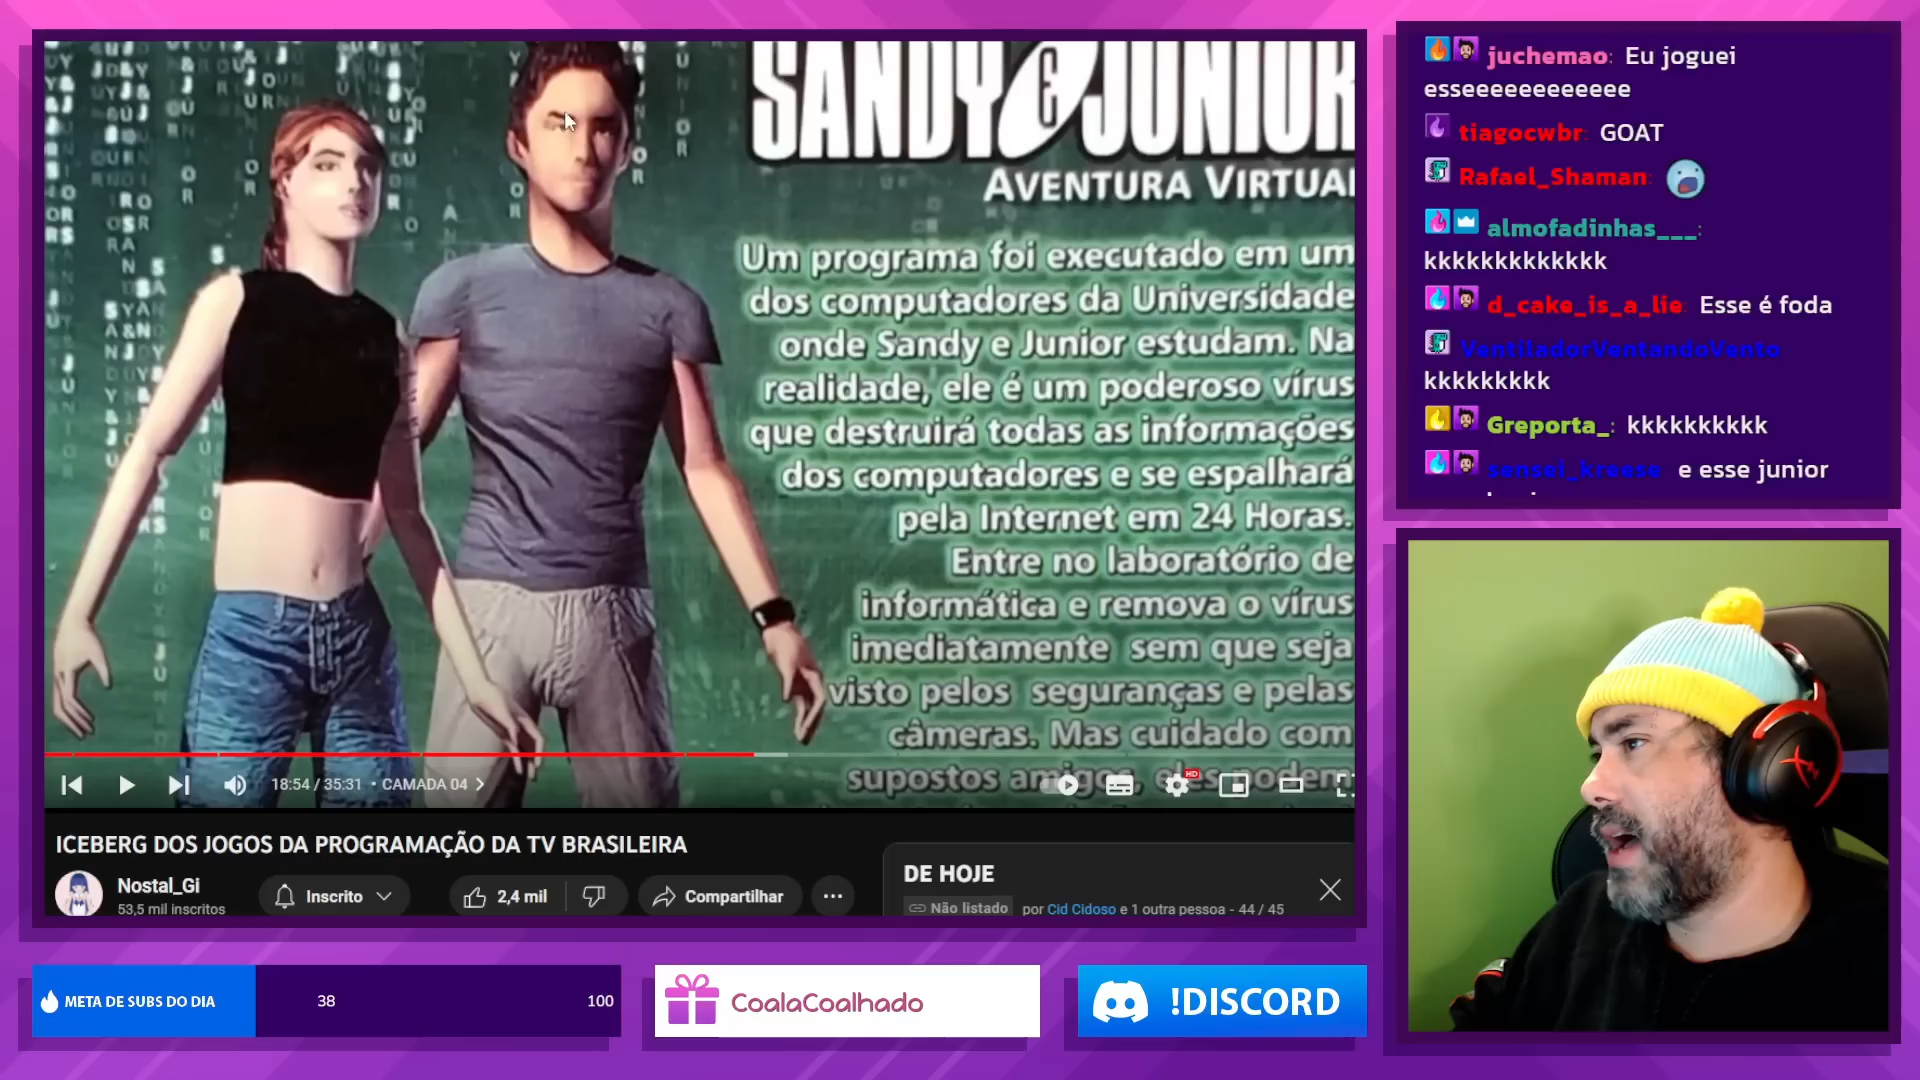 SANDY & JUNIOR
AVENTURA VIRTUAL
Um programa foi executado em um
dos computadores da Universidade
onde Sandy e Junior estudam. Na
realidade, ele é um poderoso vírus
que destruirá todas as informações
dos computadores e se espalhará
pela Internet em 24 Horas.
Entre no laboratório de
informática e remova o vírus
imediatamente sem que seja
visto pelos seguranças e pelas
câmeras. Mas cuidado com
supostos amigos, eles podem
18:54 / 35:31 • CAMADA 04
HD
ICEBERG DOS JOGOS DA PROGRAMAÇÃO DA TV BRASILEIRA
Nostal_Gi
53,5 mil inscritos
Inscrito
2,4 mil
Compartilhar
DE HOJE
Não listado por Cid Cidoso e 1 outra pessoa - 44 / 45
juchemao: Eu joguei
esseeeeeeeeeeee
tiagocwbr: GOAT
Rafael_Shaman:
almofadinhas___:
kkkkkkkkkkkkk
d_cake_is_a_lie: Esse é foda
VentiladorVentandoVento
kkkkkkkkk
Greporta_: kkkkkkkkkk
sensei_kreese e esse junior
META DE SUBS DO DIA
38
100
CoalaCoalhado
!DISCORD